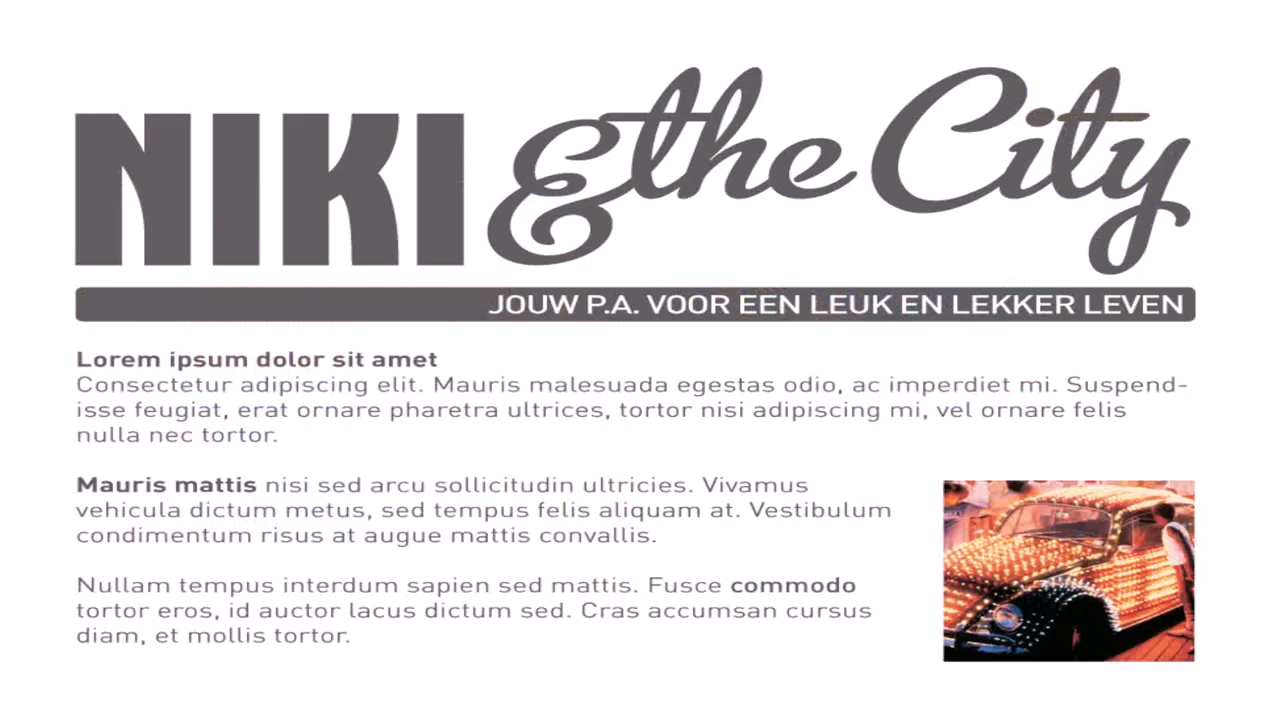 NIKI & the City
JOUW P.A. VOOR EEN LEUK EN LEKKER LEVEN
Lorem ipsum dolor sit amet
Consectetur adipiscing elit. Mauris malesuada egestas odio, ac imperdiet mi. Suspend-
isse feugiat, erat ornare pharetra ultrices, tortor nisi adipiscing mi, vel ornare felis
nulla nec tortor.
Mauris mattis nisi sed arcu sollicitudin ultricies. Vivamus
vehicula dictum metus, sed tempus felis aliquam at. Vestibulum
condimentum risus at augue mattis convallis.
Nullam tempus interdum sapien sed mattis. Fusce commodo
tortor eros, id auctor lacus dictum sed. Cras accumsan cursus
diam, et mollis tortor.